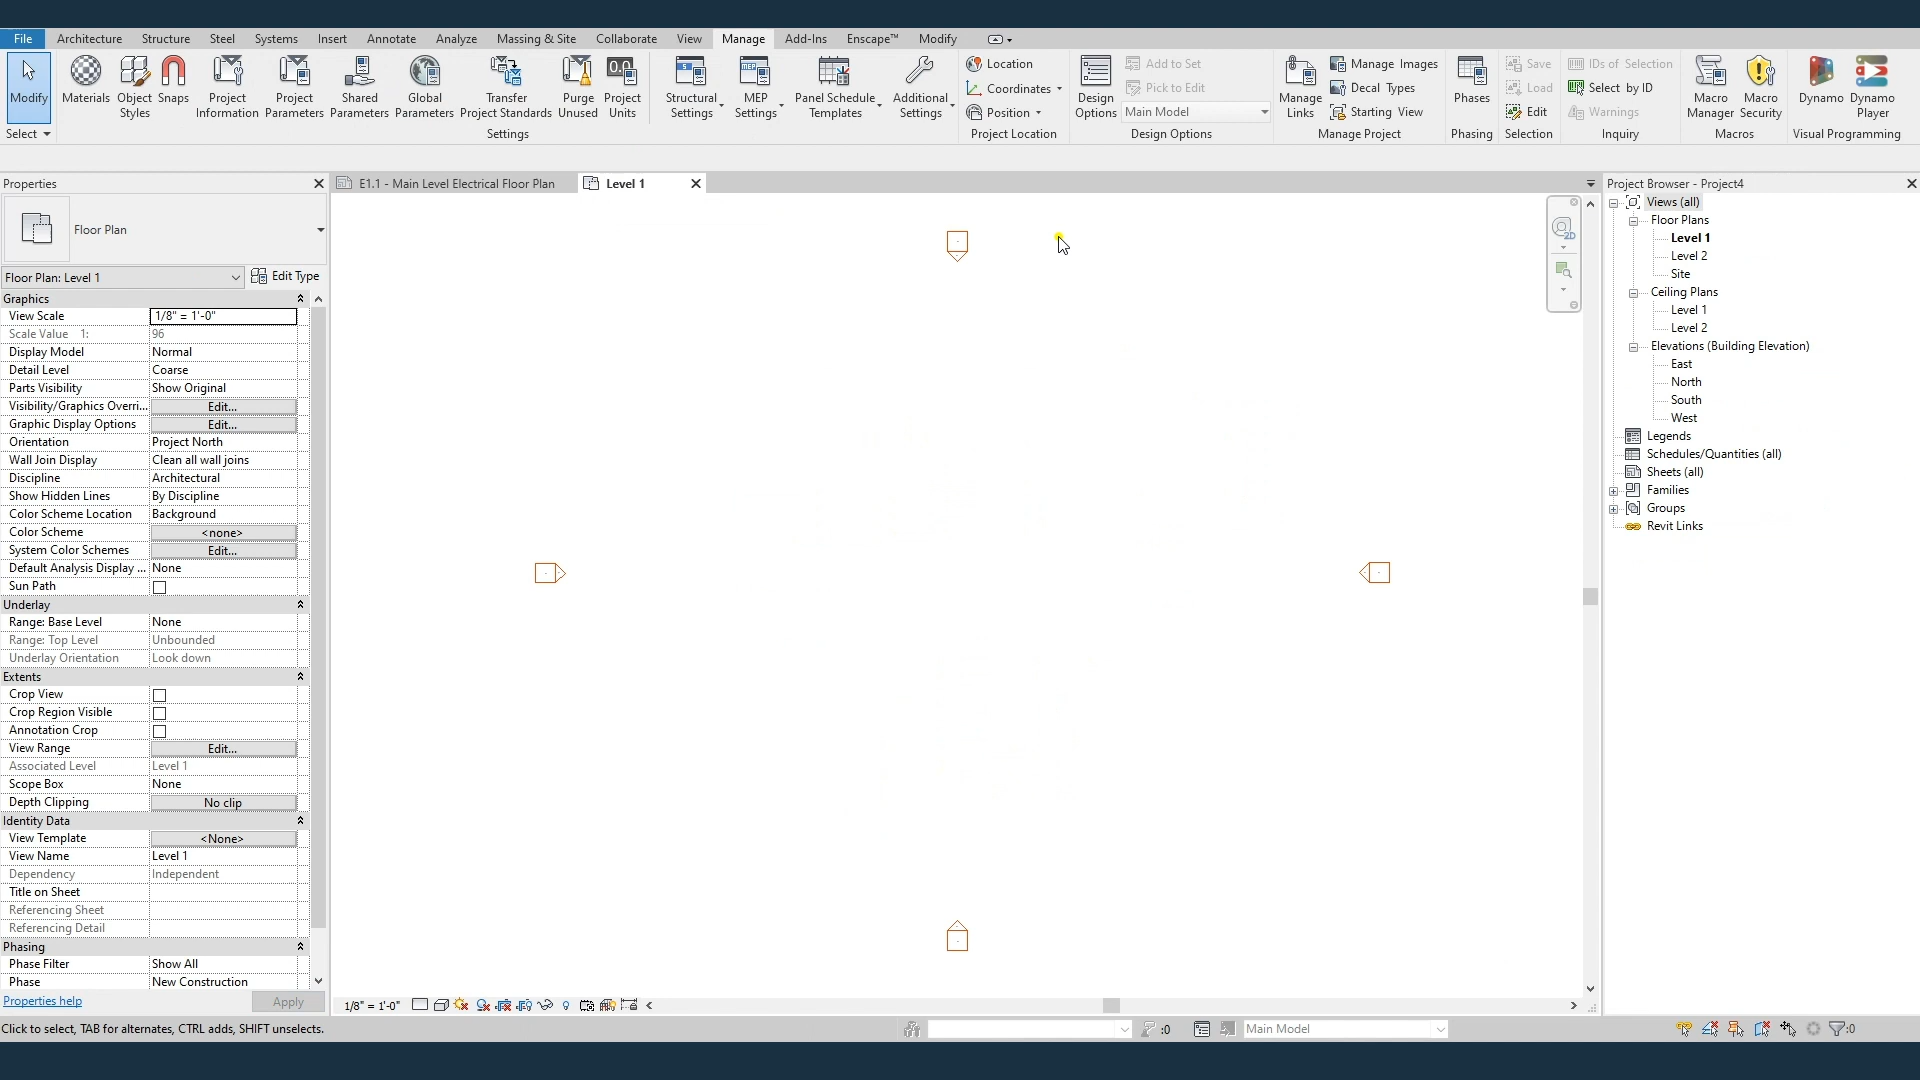 File Architecture Structure Steel Systems Insert Annotate Analyze Massing & Site Collaborate View Manage Add-Ins Enscape™ Modify
Modify
Select
Materials
Object Styles
Snaps
Project Information
Project Parameters
Shared Parameters
Global Parameters
Transfer Project Standards
Purge Unused
0.0
Project Units
Settings
S
Structural Settings
MEP
MEP Settings
Panel Schedule Templates
Additional Settings
Location
Coordinates
Position
Project Location
Design Options
Add to Set
Pick to Edit
Main Model
Design Options
Manage Links
Manage Images
Decal Types
Starting View
Manage Project
Phases
Phasing
Save
Load
Edit
Selection
IDs of Selection
Select by ID
Warnings
Inquiry
Macro Manager
Macro Security
Macros
Dynamo
Dynamo Player
Visual Programming
Properties
Floor Plan
Floor Plan: Level 1
Edit Type
Graphics
View Scale 1/8" = 1'-0"
Scale Value 1: 96
Display Model Normal
Detail Level Coarse
Parts Visibility Show Original
Visibility/Graphics Overri... Edit...
Graphic Display Options Edit...
Orientation Project North
Wall Join Display Clean all wall joins
Discipline Architectural
Show Hidden Lines By Discipline
Color Scheme Location Background
Color Scheme <none>
System Color Schemes Edit...
Default Analysis Display ... None
Sun Path
Underlay
Range: Base Level None
Range: Top Level Unbounded
Underlay Orientation Look down
Extents
Crop View
Crop Region Visible
Annotation Crop
View Range Edit...
Associated Level Level 1
Scope Box None
Depth Clipping No clip
Identity Data
View Template <None>
View Name Level 1
Dependency Independent
Title on Sheet
Referencing Sheet
Referencing Detail
Phasing
Phase Filter Show All
Phase New Construction
Properties help
Apply
E1.1 - Main Level Electrical Floor Plan
Level 1
2D
1/8" = 1'-0"
Project Browser - Project4
Views (all)
Floor Plans
Level 1
Level 2
Site
Ceiling Plans
Level 1
Level 2
Elevations (Building Elevation)
East
North
South
West
Legends
Schedules/Quantities (all)
Sheets (all)
Families
Groups
Revit Links
Click to select, TAB for alternates, CTRL adds, SHIFT unselects.
:0
Main Model
:0